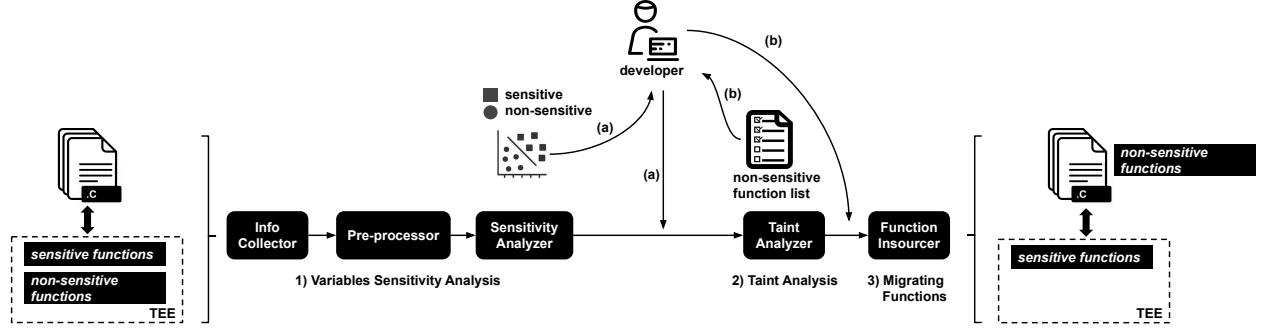 .C
sensitive functions
non-sensitive
functions
TEE
Info
Collector
Pre-processor
Sensitivity
Analyzer
1) Variables Sensitivity Analysis
sensitive
non-sensitive
(a)
developer
(a)
(b)
(b)
non-sensitive
function list
Taint
Analyzer
2) Taint Analysis
Function
Insourcer
3) Migrating
Functions
.C
non-sensitive
functions
sensitive functions
TEE